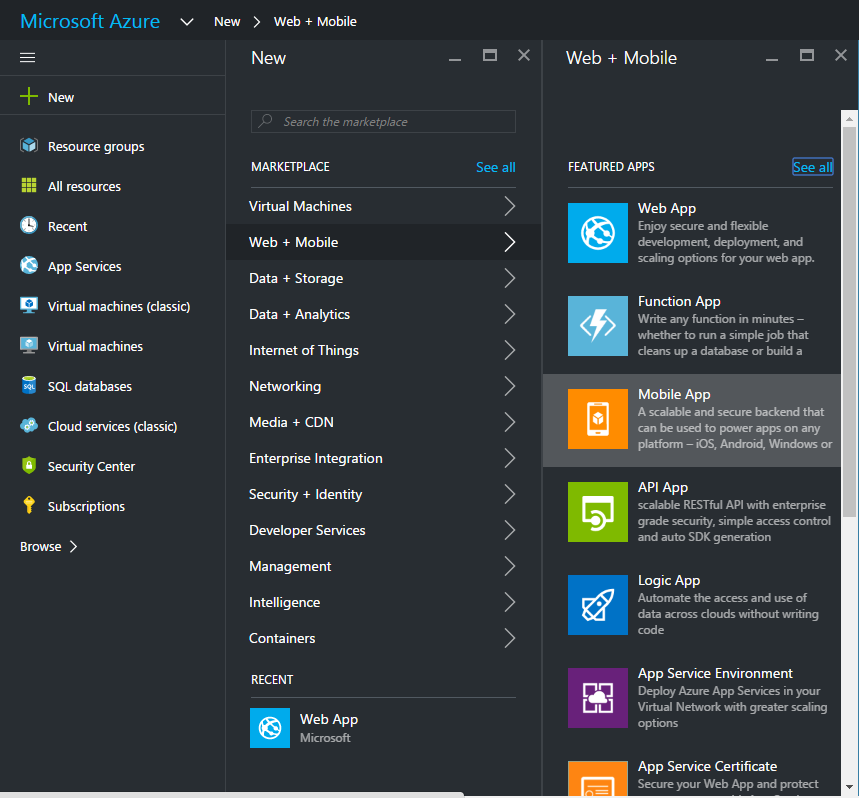 Microsoft Azure New Web + Mobile
New
Resource groups
All resources
Recent
App Services
Virtual machines (classic)
Virtual machines
SQL
SQL databases
Cloud services (classic)
Security Center
Subscriptions
Browse
New
Search the marketplace
MARKETPLACE See all
Virtual Machines
Web + Mobile
Data + Storage
Data + Analytics
Internet of Things
Networking
Media + CDN
Enterprise Integration
Security + Identity
Developer Services
Management
Intelligence
Containers
RECENT
Web App
Microsoft
Web + Mobile
FEATURED APPS See all
Web App
Enjoy secure and flexible
development, deployment, and
scaling options for your web app.
Function App
Write any function in minutes –
whether to run a simple job that
cleans up a database or build a
Mobile App
A scalable and secure backend that
can be used to power apps on any
platform – iOS, Android, Windows or
API App
scalable RESTful API with enterprise
grade security, simple access control
and auto SDK generation
Logic App
Automate the access and use of
data across clouds without writing
code
App Service Environment
Deploy Azure App Services in your
Virtual Network with greater scaling
options
App Service Certificate
Secure your Web App and protect